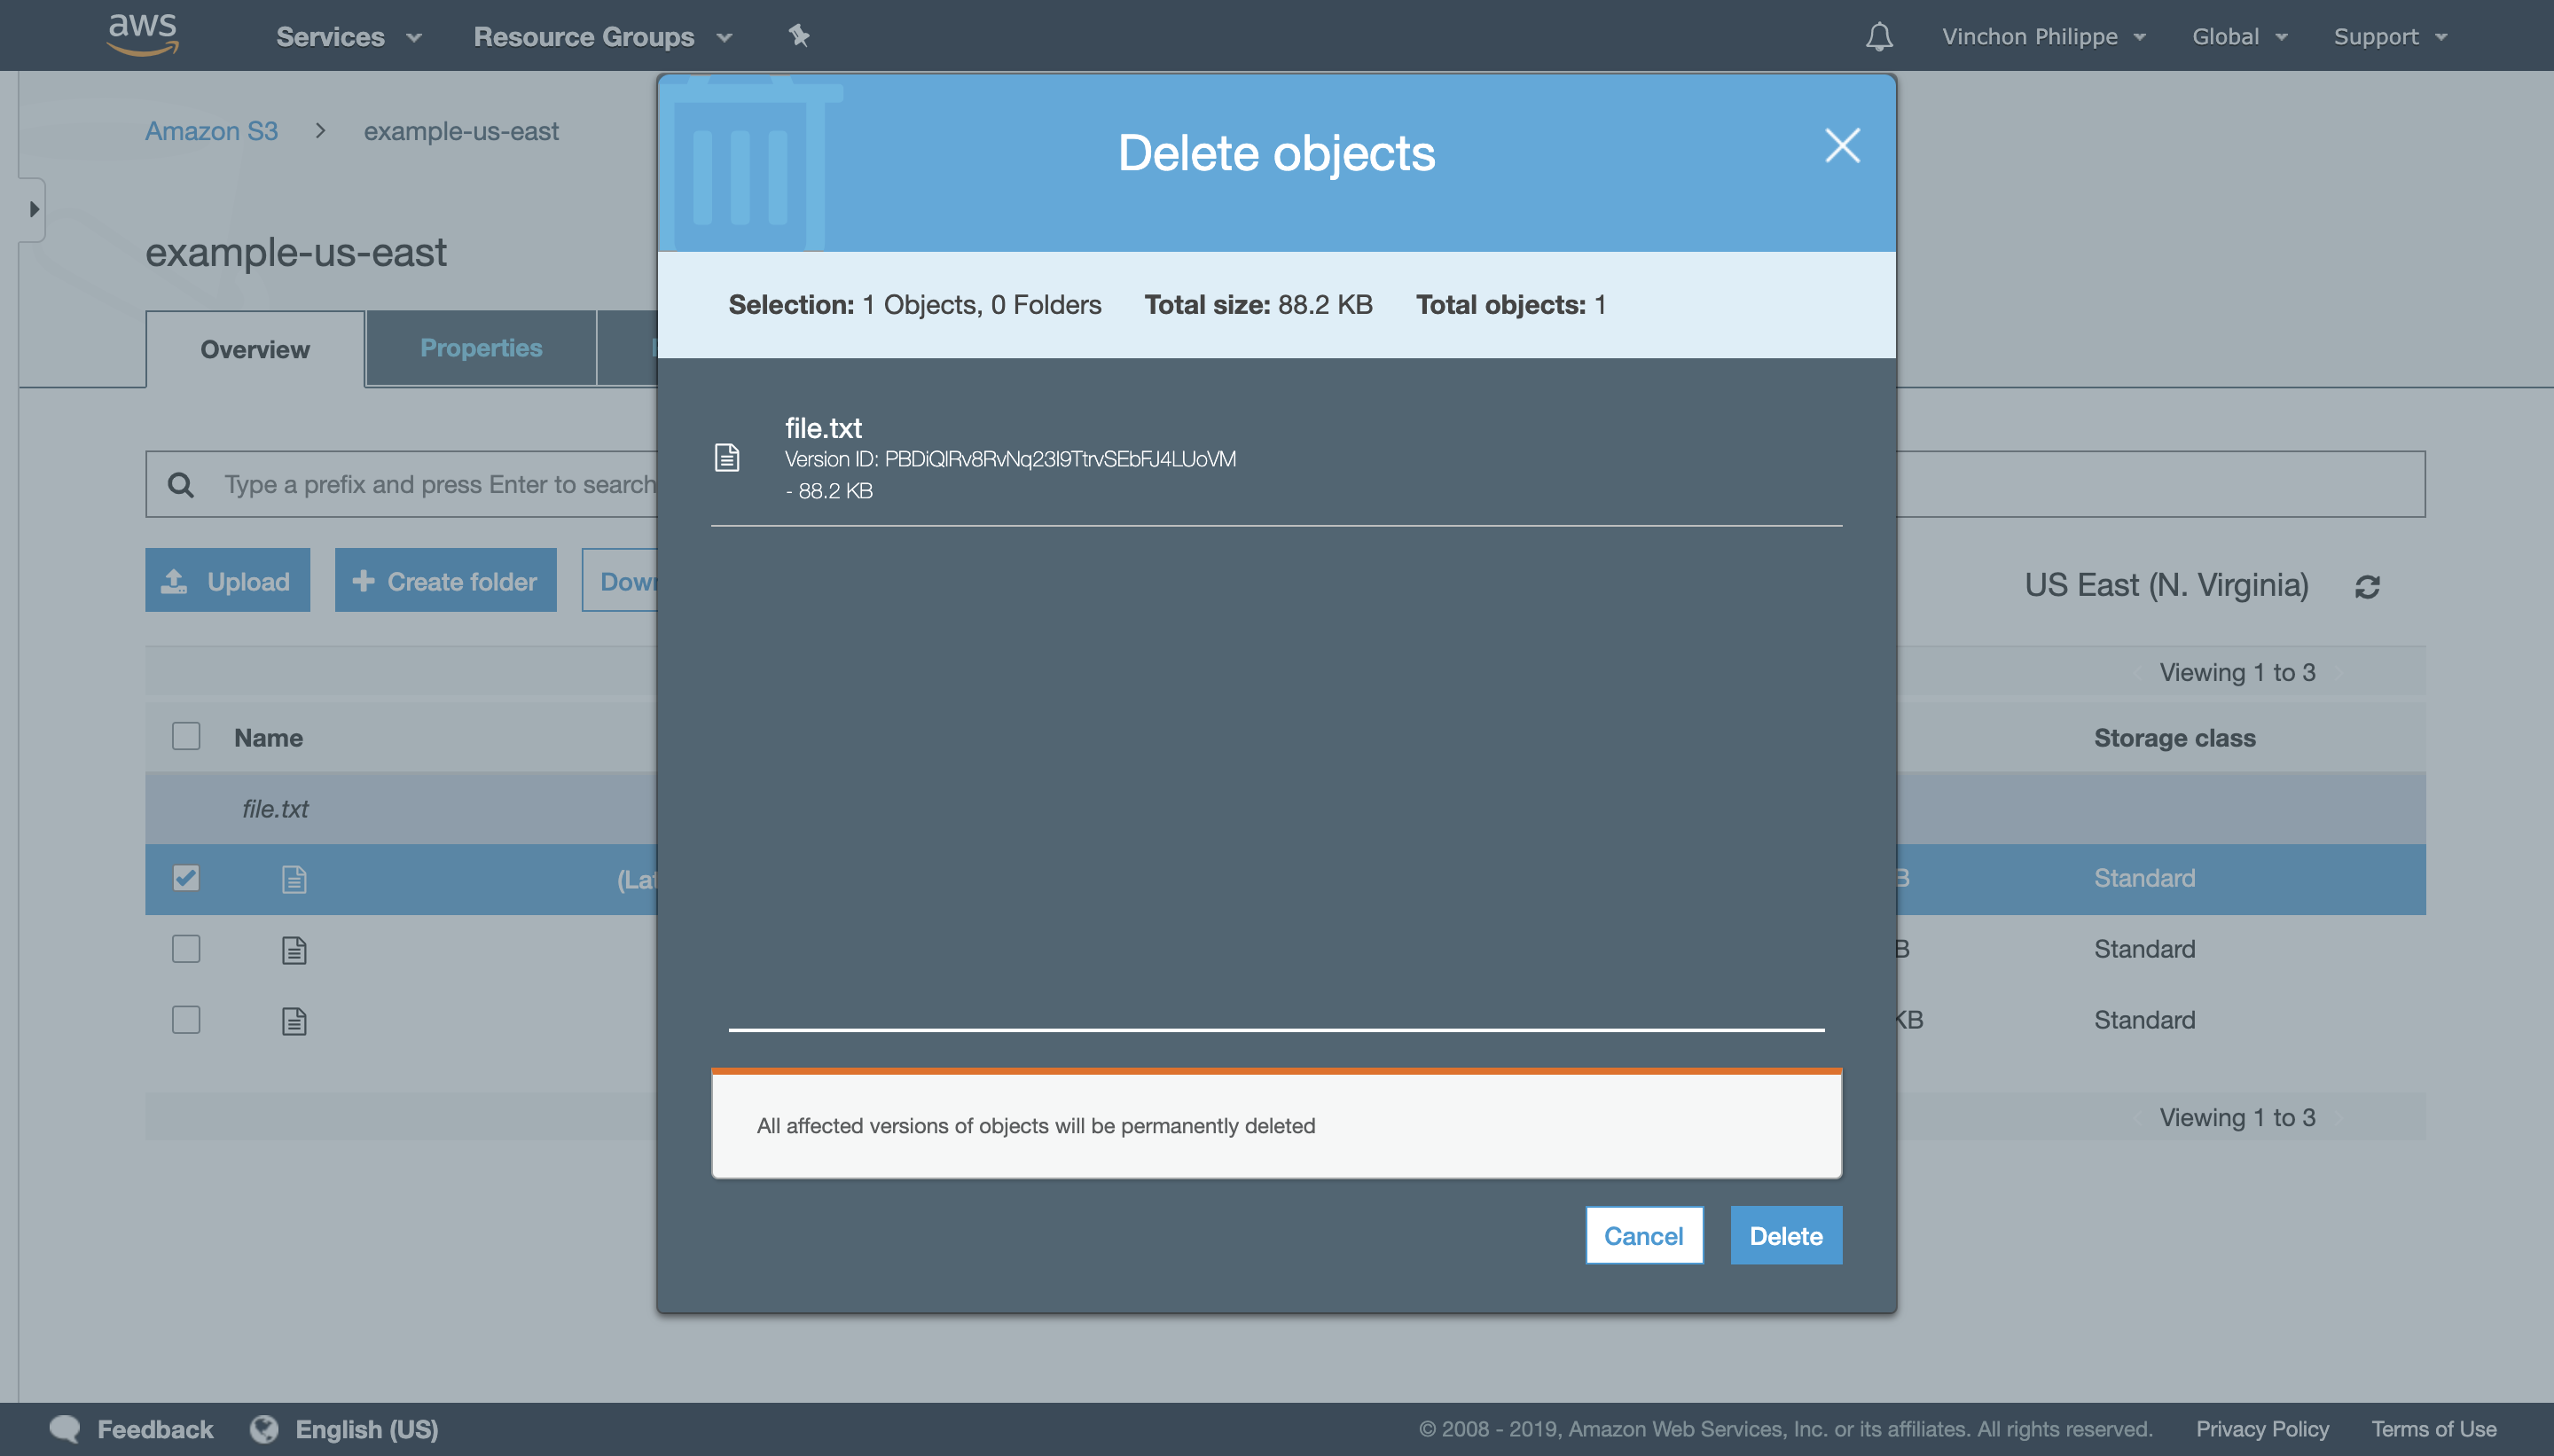 aws
Services
Resource Groups
Vinchon Philippe
Global
Support
Amazon S3
example-us-east
example-us-east
Overview
Properties
Type a prefix and press Enter to search
Upload
Create folder
US East (N. Virginia)
Viewing 1 to 3
Name
Storage class
file.txt
Standard
Standard
Standard
Viewing 1 to 3
Delete objects
Selection: 1 Objects, 0 Folders Total size: 88.2 KB Total objects: 1
file.txt
- 88.2 KB
All affected versions of objects will be permanently deleted
Cancel
Delete
Feedback
English (US)
© 2008 - 2019, Amazon Web Services, Inc. or its affiliates. All rights reserved.
Privacy Policy
Terms of Use